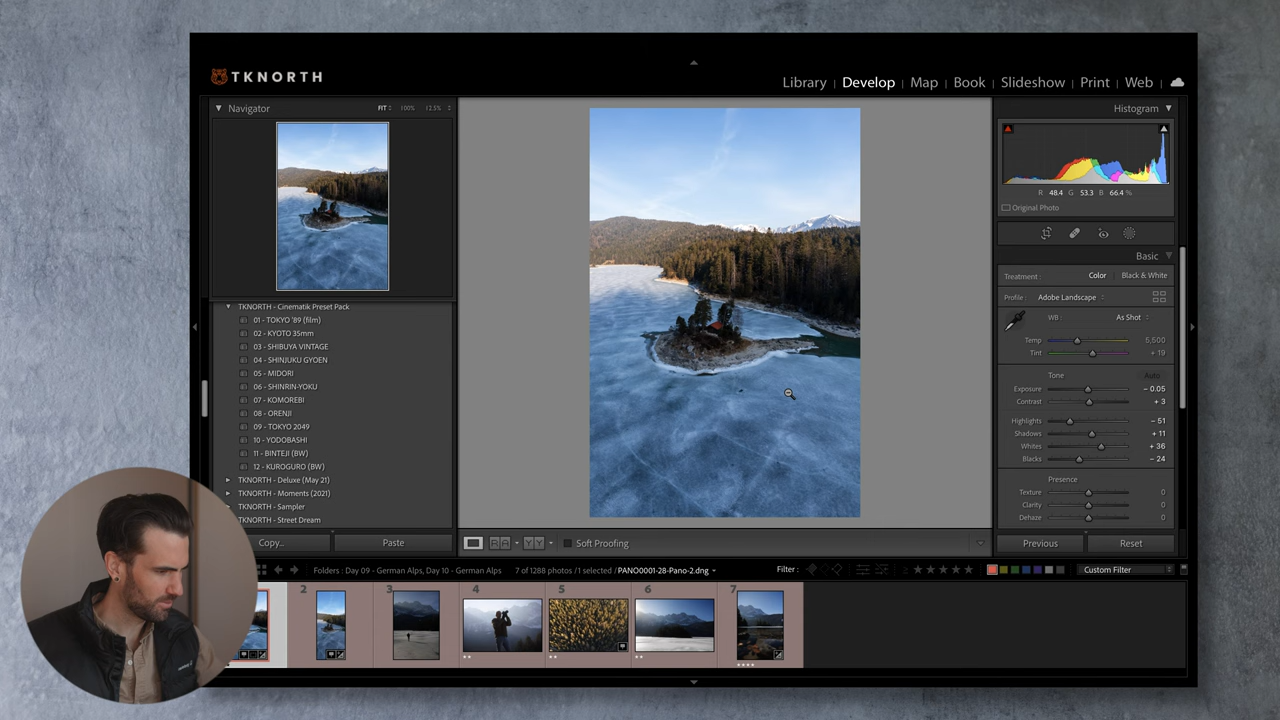 TKNORTH
Library | Develop | Map | Book | Slideshow | Print | Web
Navigator
FIT 100% 12.5%
Histogram
R 48.4 G 53.3 B 66.4 %
Original Photo
Basic
Treatment : Color Black & White
Profile : Adobe Landscape
WB : As Shot
Temp 5,500
Tint + 19
Tone Auto
Exposure − 0.05
Contrast + 3
Highlights − 51
Shadows + 11
Whites + 36
Blacks − 24
Presence
Texture 0
Clarity 0
Dehaze 0
Previous Reset
TKNORTH - Cinematik Preset Pack
01 - TOKYO '89 (film)
02 - KYOTO 35mm
03 - SHIBUYA VINTAGE
04 - SHINJUKU GYOEN
05 - MIDORI
06 - SHINRIN-YOKU
07 - KOMOREBI
08 - ORENJI
09 - TOKYO 2049
10 - YODOBASHI
11 - BINTEJI (BW)
12 - KUROGURO (BW)
TKNORTH - Deluxe (May 21)
TKNORTH - Moments (2021)
TKNORTH - Sampler
TKNORTH - Street Dream
Copy... Paste
Soft Proofing
Folders : Day 09 - German Alps, Day 10 - German Alps 7 of 1288 photos /1 selected / PANO0001-28-Pano-2.dng
Filter : Custom Filter
2 3 4 5 6 7